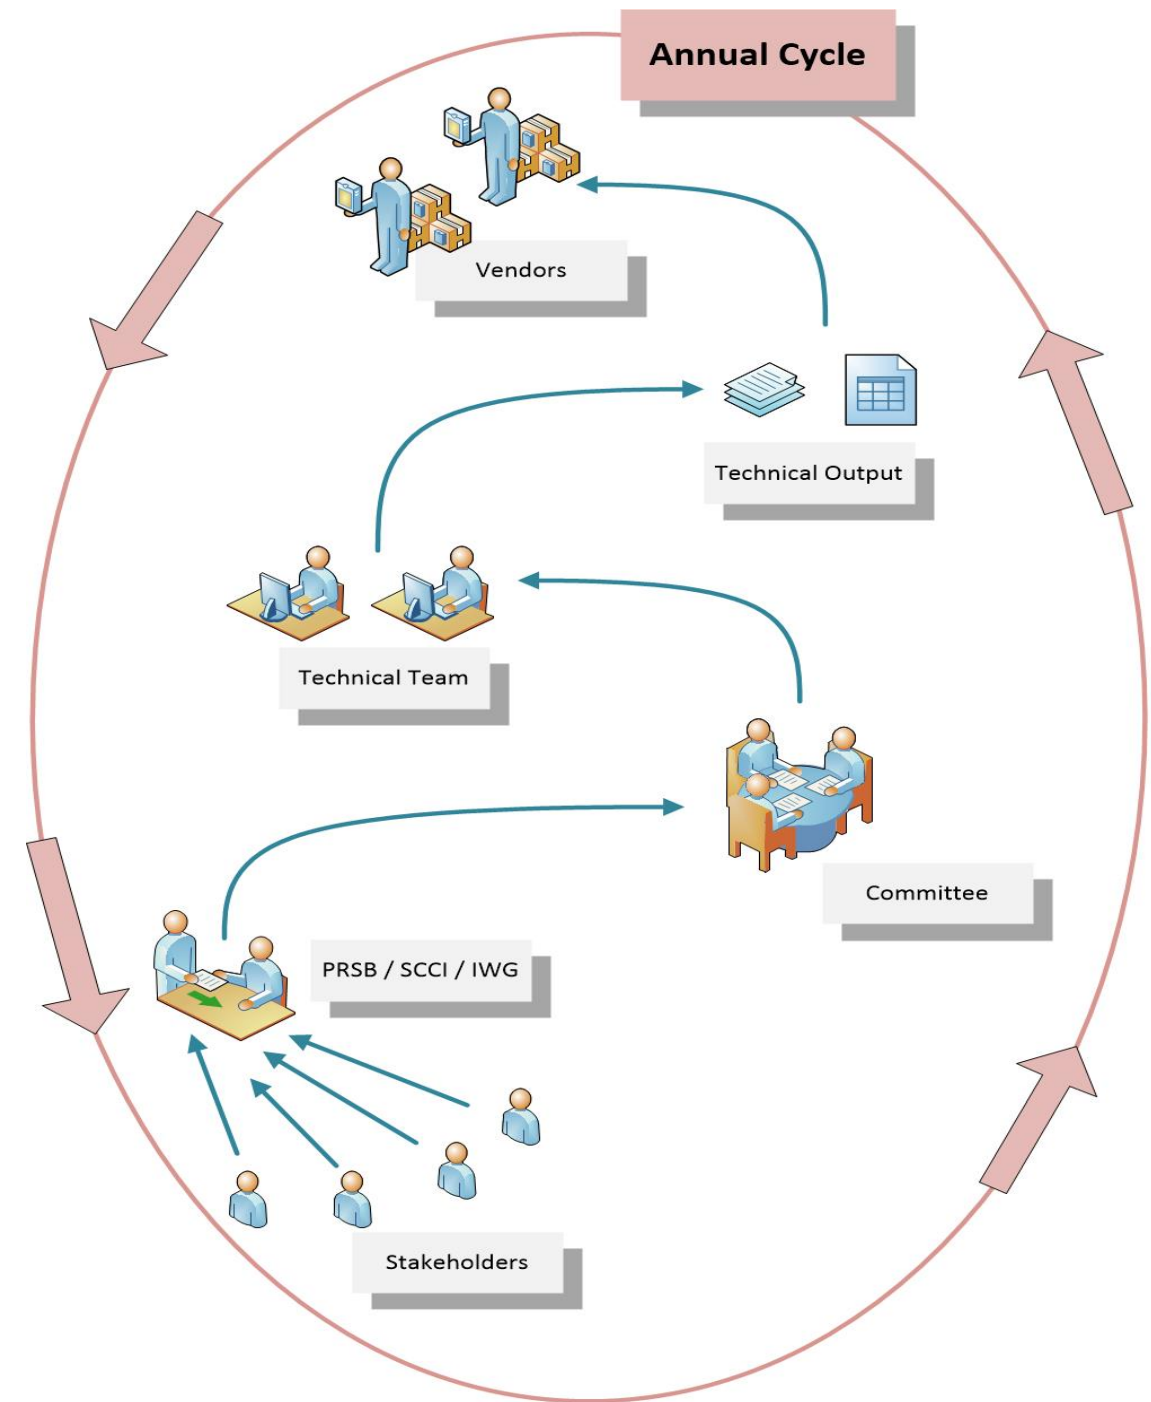 Annual Cycle
Vendors
Technical Output
Technical Team
Committee
PRSB / SCCI / IWG
Stakeholders